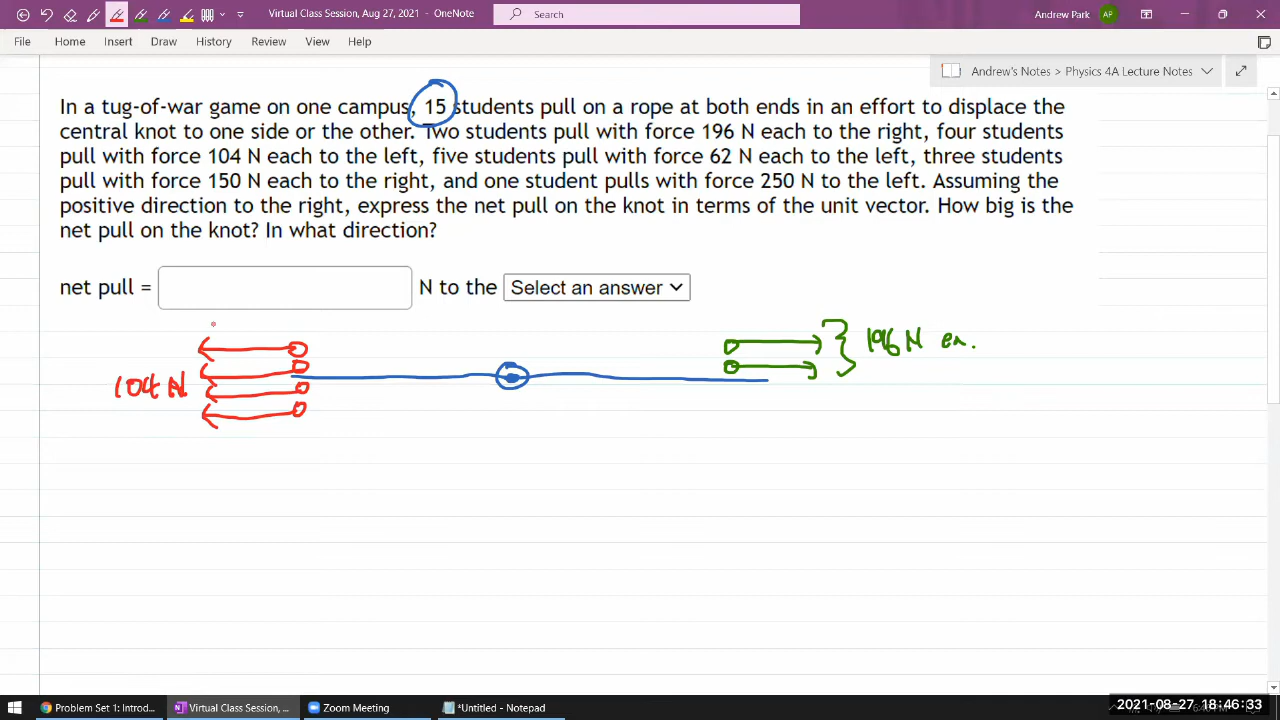 Virtual Class Session, Aug 27, 2021 - OneNote
Search
Andrew Park
AP
File Home Insert Draw History Review View Help
Andrew's Notes > Physics 4A Lecture Notes
In a tug-of-war game on one campus, 15 students pull on a rope at both ends in an effort to displace the
central knot to one side or the other. Two students pull with force 196 N each to the right, four students
pull with force 104 N each to the left, five students pull with force 62 N each to the left, three students
pull with force 150 N each to the right, and one student pulls with force 250 N to the left. Assuming the
positive direction to the right, express the net pull on the knot in terms of the unit vector. How big is the
net pull on the knot? In what direction?
net pull = N to the Select an answer
196 N ea.
104 N
Problem Set 1: Introd... Virtual Class Session, ... Zoom Meeting *Untitled - Notepad
2021-08-27 18:46:33